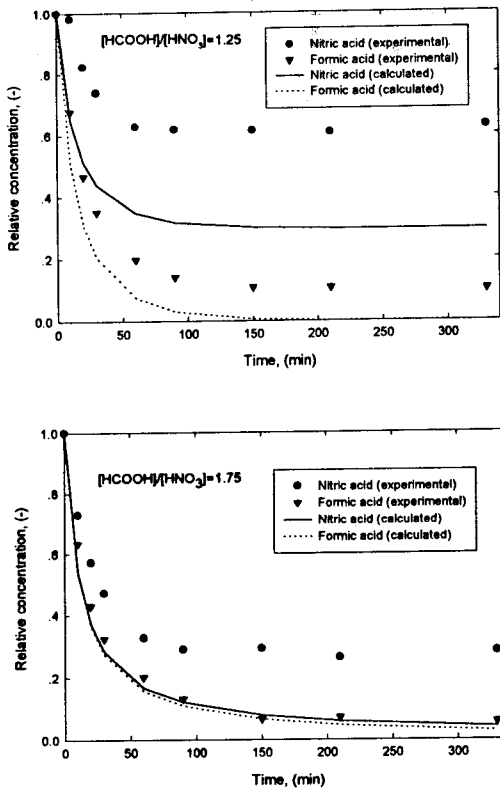 [HCOOH]/[HNO3]=1.25
Nitric acid (experimental)
Formic acid (experimental)
Nitric acid (calculated)
Formic acid (calculated)
Relative concentration, (-)
1.0
.8
.6
.4
.2
0.0
0 50 100 150 200 250 300
Time, (min)
[HCOOH]/[HNO3]=1.75
Nitric acid (experimental)
Formic acid (experimental)
Nitric acid (calculated)
Formic acid (calculated)
Relative concentration, (-)
1.0
.8
.6
.4
.2
0.0
0 50 100 150 200 250 300
Time, (min)